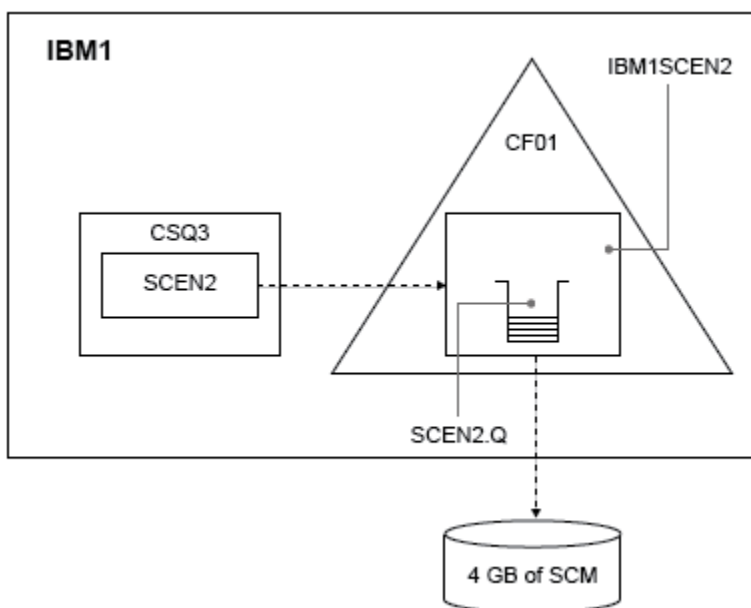 IBM1
IBM1SCEN2
CF01
CSQ3
SCEN2
SCEN2.Q
4 GB of SCM